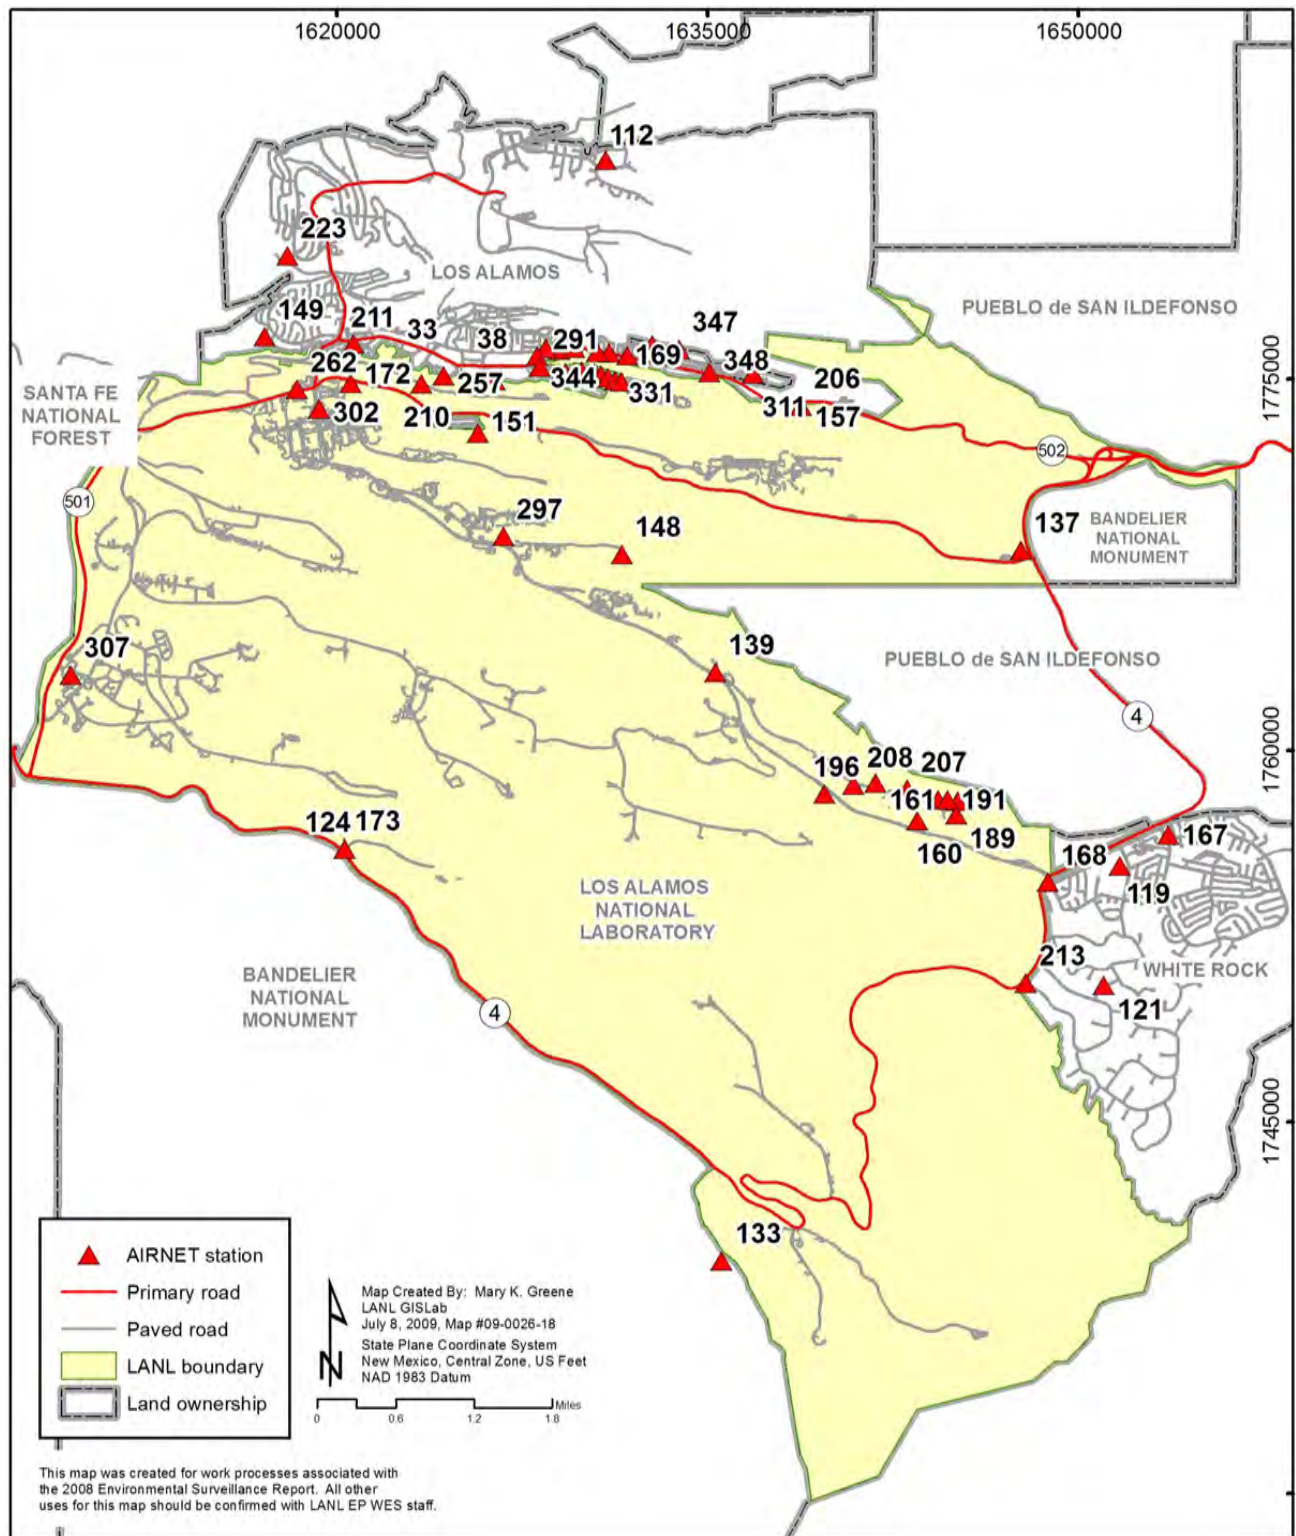 1620000
1635000
1650000
112
223
LOS ALAMOS
PUEBLO de SAN ILDEFONSO
149
211
33
38
291
347
169
348
262
172
257
344
331
206
1775000
SANTA FE
NATIONAL
FOREST
302
210
151
311
157
502
501
297
148
137
BANDELIER
NATIONAL
MONUMENT
307
139
PUEBLO de SAN ILDEFONSO
4
1760000
196
208
207
161
191
124
173
160
189
168
167
119
LOS ALAMOS
NATIONAL
LABORATORY
213
WHITE ROCK
121
BANDELIER
NATIONAL
MONUMENT
4
1745000
133
AIRNET station
Primary road
Paved road
LANL boundary
Land ownership
N
Map Created By: Mary K. Greene
LANL GISLab
July 8, 2009, Map #09-0026-18
State Plane Coordinate System
New Mexico, Central Zone, US Feet
NAD 1983 Datum
Miles
0 0.6 1.2 1.8
This map was created for work processes associated with
the 2008 Environmental Surveillance Report. All other
uses for this map should be confirmed with LANL EP WES staff.